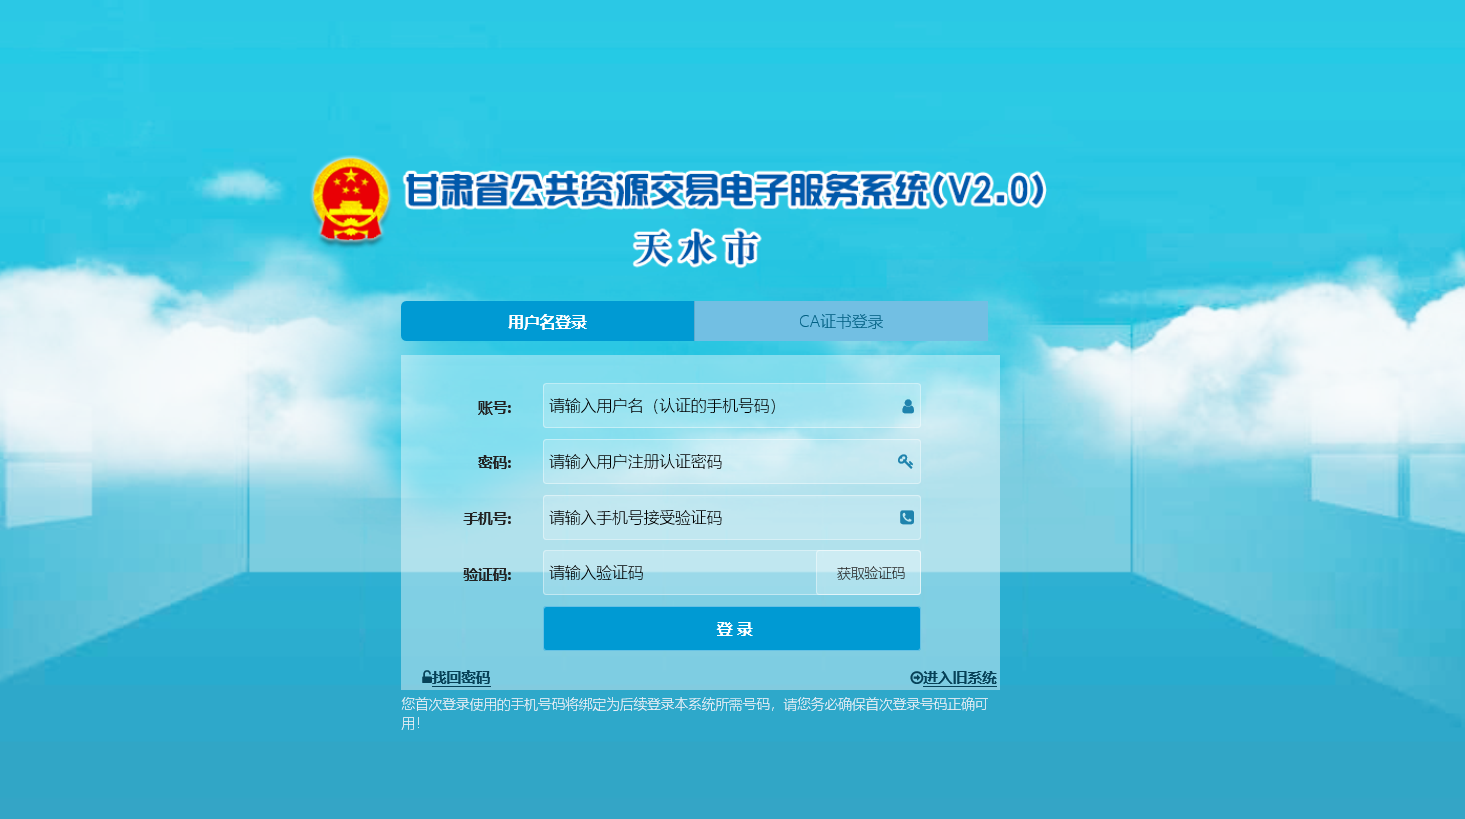 甘肃省公共资源交易电子服务系统(V2.0)
天水市
用户名登录
CA证书登录
账号: 请输入用户名（认证的手机号码）
密码: 请输入用户注册认证密码
手机号: 请输入手机号接受验证码
验证码: 请输入验证码 获取验证码
登 录
找回密码 进入旧系统
您首次登录使用的手机号码将绑定为后续登录本系统所需号码，请您务必确保首次登录号码正确可
用！